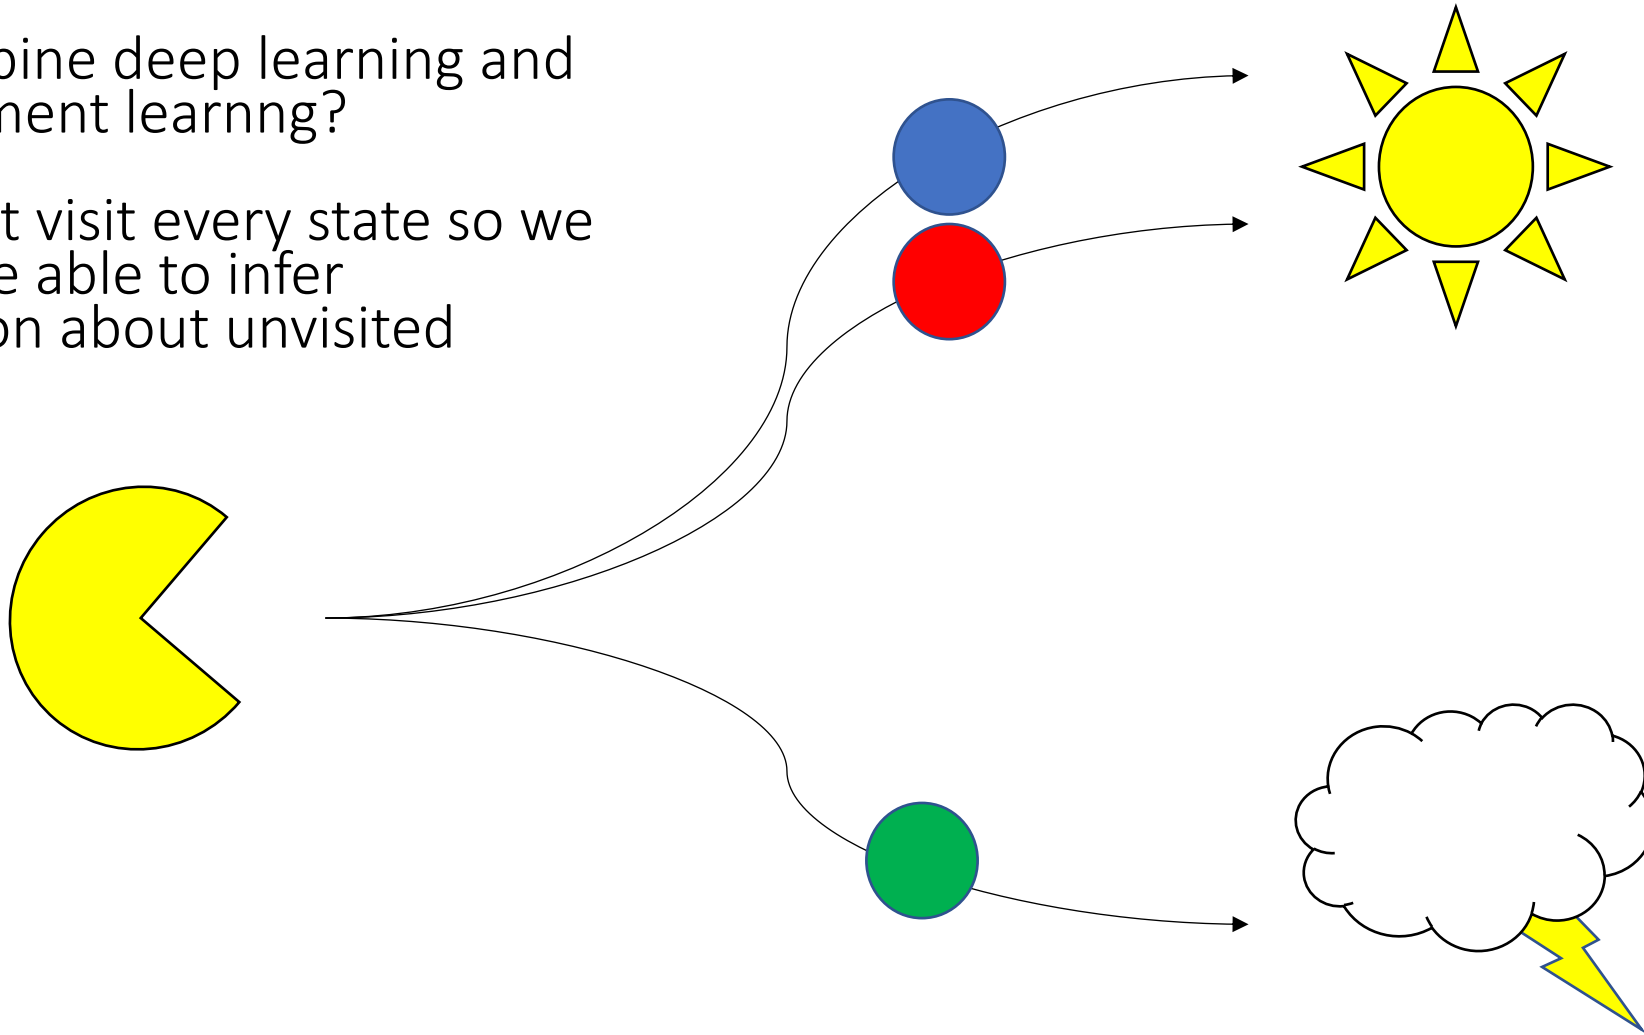 bine deep learning and
ment learnng?
t visit every state so we
e able to infer
on about unvisited